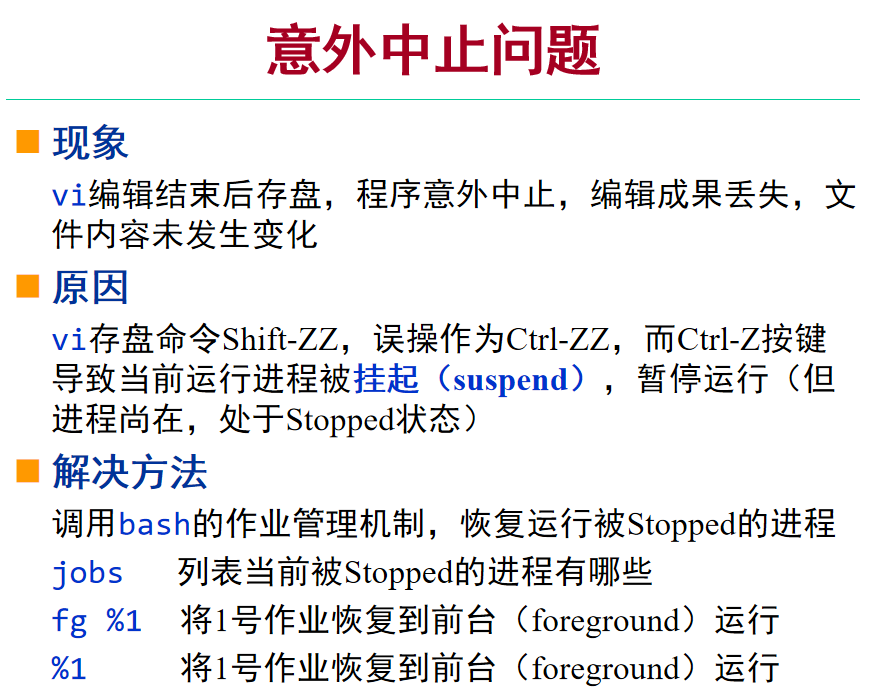 意外中止问题
现象
vi编辑结束后存盘，程序意外中止，编辑成果丢失，文
件内容未发生变化
原因
vi存盘命令Shift-ZZ，误操作为Ctrl-ZZ，而Ctrl-Z按键
导致当前运行进程被挂起（suspend），暂停运行（但
进程尚在，处于Stopped状态）
解决方法
调用bash的作业管理机制，恢复运行被Stopped的进程
jobs 列表当前被Stopped的进程有哪些
fg %1 将1号作业恢复到前台（foreground）运行
%1 将1号作业恢复到前台（foreground）运行